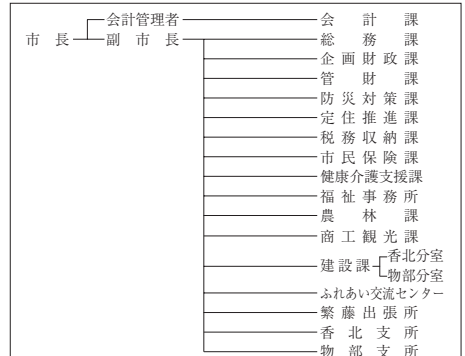 会計管理者 会計課
市長 副市長 総務課
企画財政課
管財課
防災対策課
定住推進課
税務収納課
市民保険課
健康介護支援課
福祉事務所
農林課
商工観光課
建設課 香北分室
物部分室
ふれあい交流センター
繁藤出張所
香北支所
物部支所